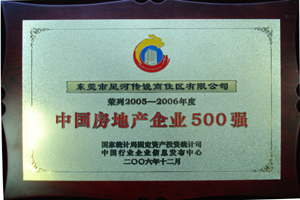 东莞市星河传说商住区有限公司
荣列2005—2006年度
中国房地产企业500强
国家统计局固定资产投资统计司
中国行业企业信息发布中心
二〇〇六年十二月